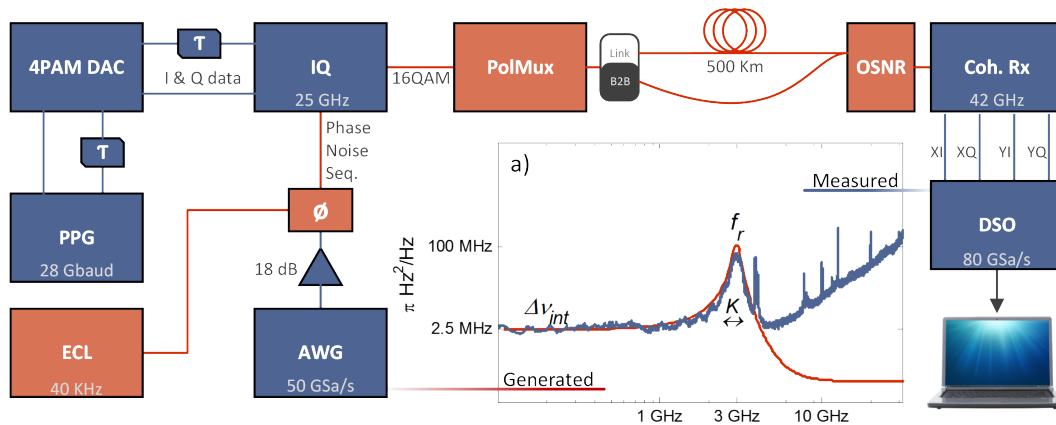 4PAM DAC
τ
I & Q data
IQ
25 GHz
16QAM
PolMux
Link
B2B
500 Km
OSNR
Coh. Rx
42 GHz
τ
Phase
Noise
Seq.
XI XQ YI YQ
PPG
28 Gbaud
Ø
18 dB
ECL
40 KHz
AWG
50 GSa/s
a)
Measured
Generated
π Hz²/Hz
100 MHz
2.5 MHz
Δν_int
f_r
K
1 GHz 3 GHz 10 GHz
DSO
80 GSa/s